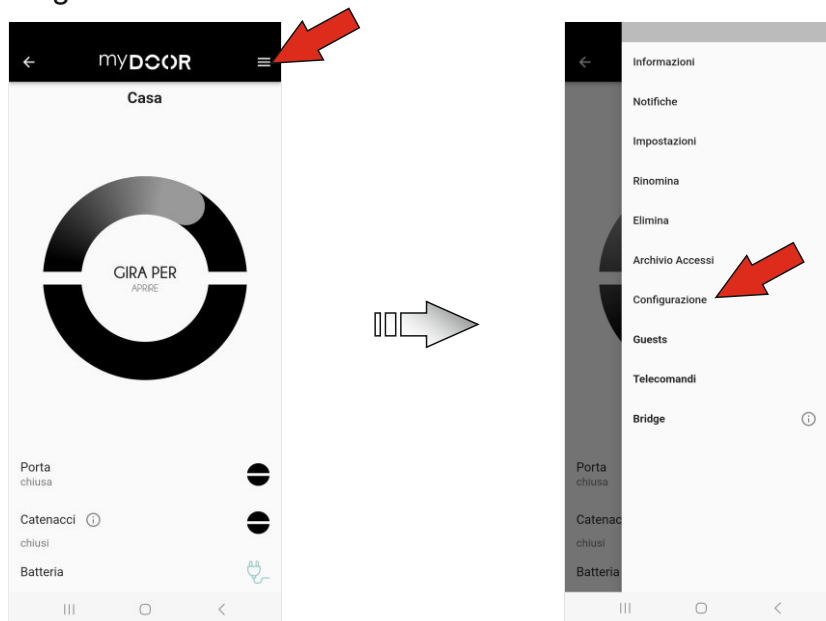 myDOOR
Casa
GIRA PER
APRIRE
Porta
chiusa
Catenacci
chiusi
Batteria
Informazioni
Notifiche
Impostazioni
Rinomina
Elimina
Archivio Accessi
Configurazione
Guests
Telecomandi
Bridge
Porta
chiusa
Catenac
chiusi
Batteria